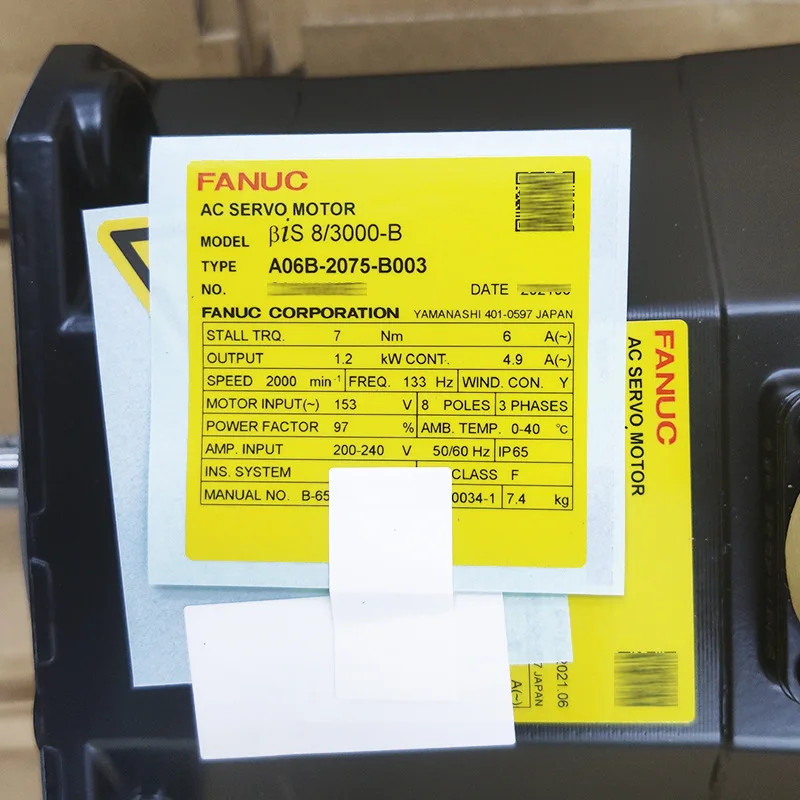 FANUC
AC SERVO MOTOR
MODEL βiS 8/3000-B
TYPE A06B-2075-B003
NO. DATE
FANUC CORPORATION YAMANASHI 401-0597 JAPAN
STALL TRQ. 7 Nm 6 A(~)
OUTPUT 1.2 kW CONT. 4.9 A(~)
SPEED 2000 min⁻¹ FREQ. 133 Hz WIND. CON. Y
MOTOR INPUT(~) 153 V 8 POLES 3 PHASES
POWER FACTOR 97 % AMB. TEMP. 0-40 ℃
AMP. INPUT 200-240 V 50/60 Hz IP65
INS. SYSTEM CLASS F
MANUAL NO. B-65 0034-1 7.4 kg
FANUC
AC SERVO MOTOR
2021.06
97 JAPAN
A(~)